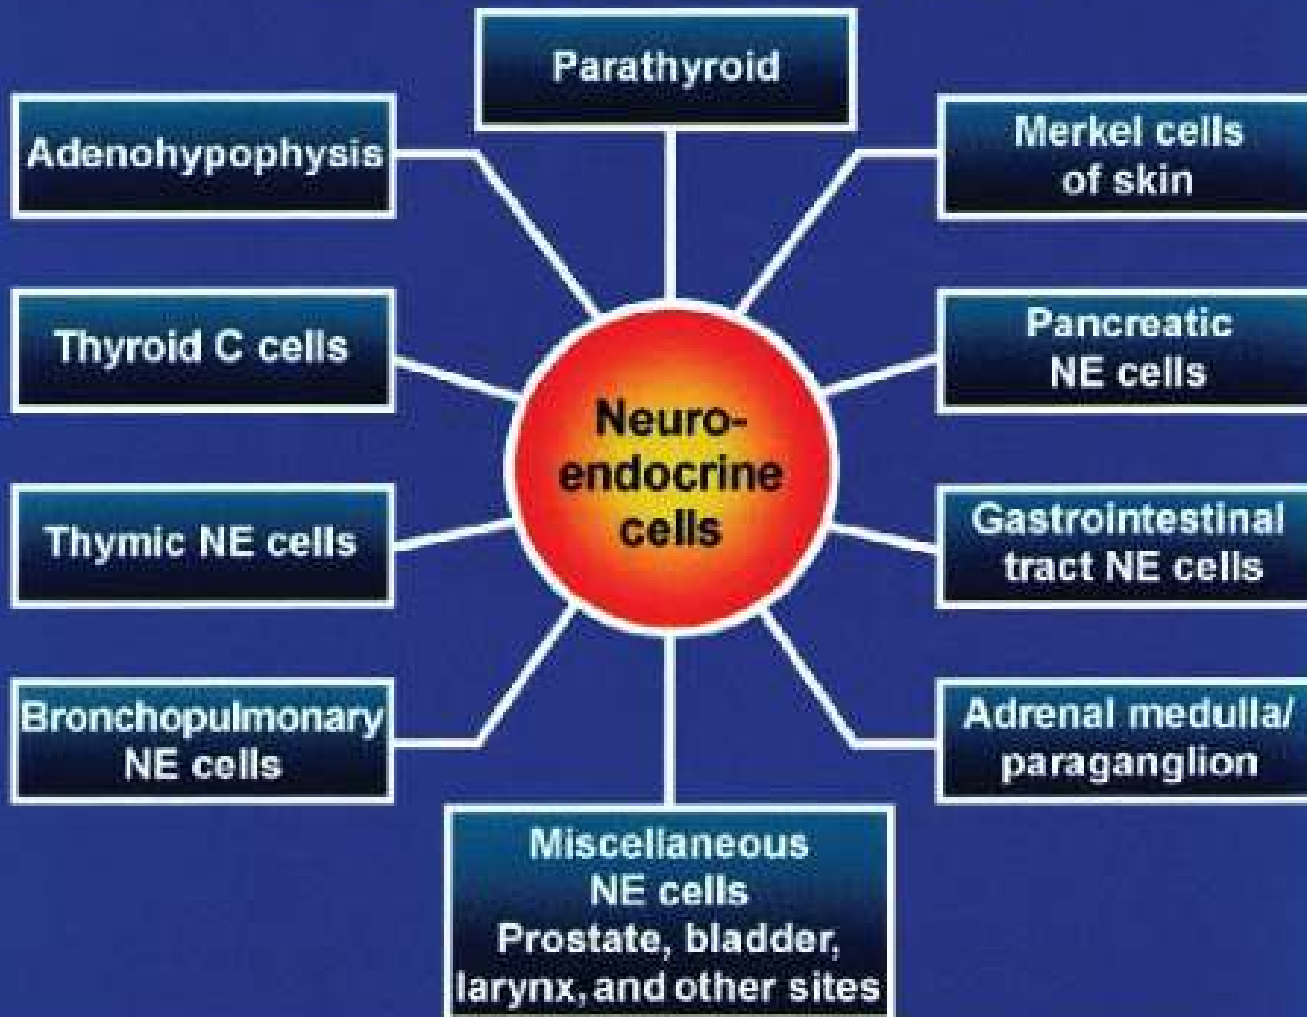 Parathyroid
Adenohypophysis
Merkel cells
of skin
Thyroid C cells
Pancreatic
NE cells
Neuro-
endocrine
cells
Thymic NE cells
Gastrointestinal
tract NE cells
Bronchopulmonary
NE cells
Adrenal medulla/
paraganglion
Miscellaneous
NE cells
Prostate, bladder,
larynx, and other sites